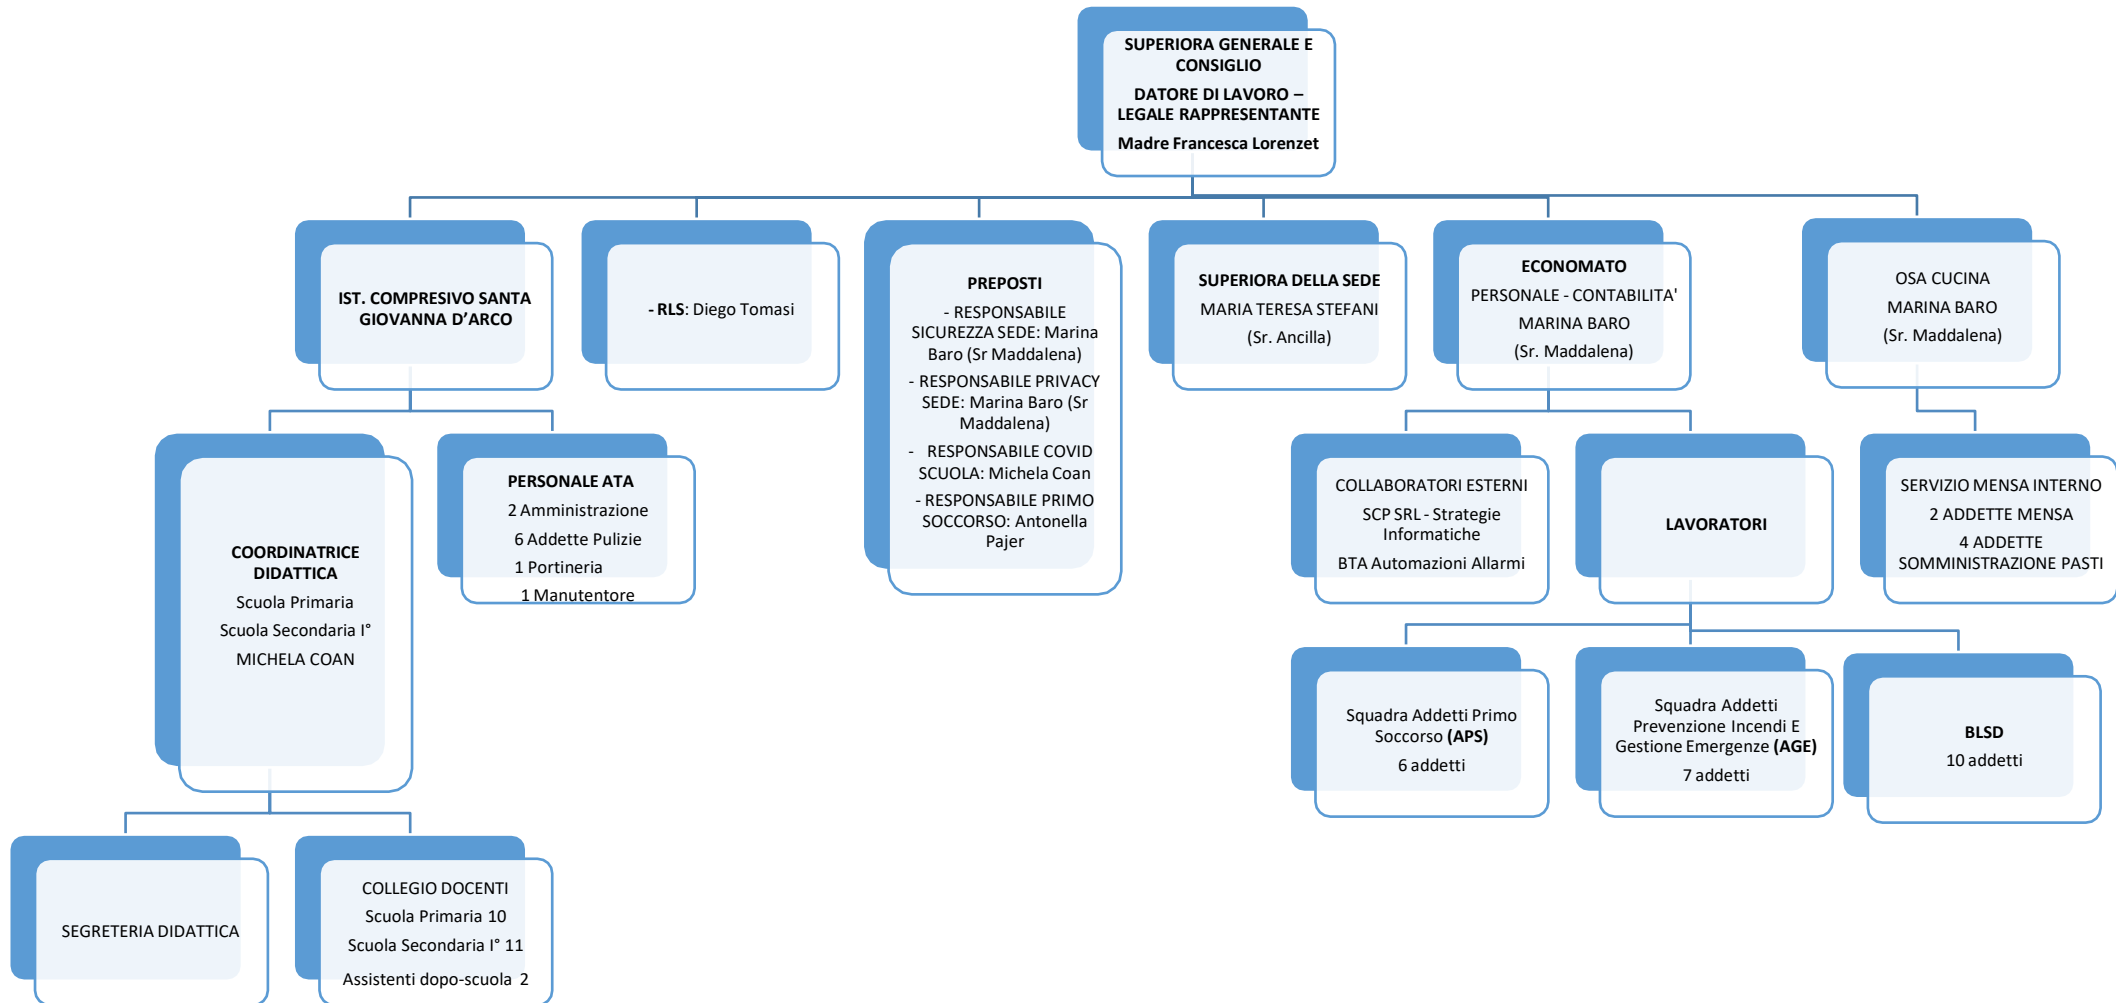 SUPERIORA GENERALE E
CONSIGLIO
DATORE DI LAVORO –
LEGALE RAPPRESENTANTE
Madre Francesca Lorenzet
IST. COMPRESIVO SANTA
GIOVANNA D’ARCO
- RLS: Diego Tomasi
PREPOSTI
- RESPONSABILE
SICUREZZA SEDE: Marina
Baro (Sr Maddalena)
- RESPONSABILE PRIVACY
SEDE: Marina Baro (Sr
Maddalena)
- RESPONSABILE COVID
SCUOLA: Michela Coan
- RESPONSABILE PRIMO
SOCCORSO: Antonella
Pajer
SUPERIORA DELLA SEDE
MARIA TERESA STEFANI
(Sr. Ancilla)
ECONOMATO
PERSONALE - CONTABILITA'
MARINA BARO
(Sr. Maddalena)
OSA CUCINA
MARINA BARO
(Sr. Maddalena)
COORDINATRICE
DIDATTICA
Scuola Primaria
Scuola Secondaria I°
MICHELA COAN
PERSONALE ATA
2 Amministrazione
6 Addette Pulizie
1 Portineria
1 Manutentore
COLLABORATORI ESTERNI
SCP SRL - Strategie
Informatiche
BTA Automazioni Allarmi
LAVORATORI
SERVIZIO MENSA INTERNO
2 ADDETTE MENSA
4 ADDETTE
SOMMINISTRAZIONE PASTI
Squadra Addetti Primo
Soccorso (APS)
6 addetti
Squadra Addetti
Prevenzione Incendi E
Gestione Emergenze (AGE)
7 addetti
BLSD
10 addetti
SEGRETERIA DIDATTICA
COLLEGIO DOCENTI
Scuola Primaria 10
Scuola Secondaria I° 11
Assistenti dopo-scuola 2